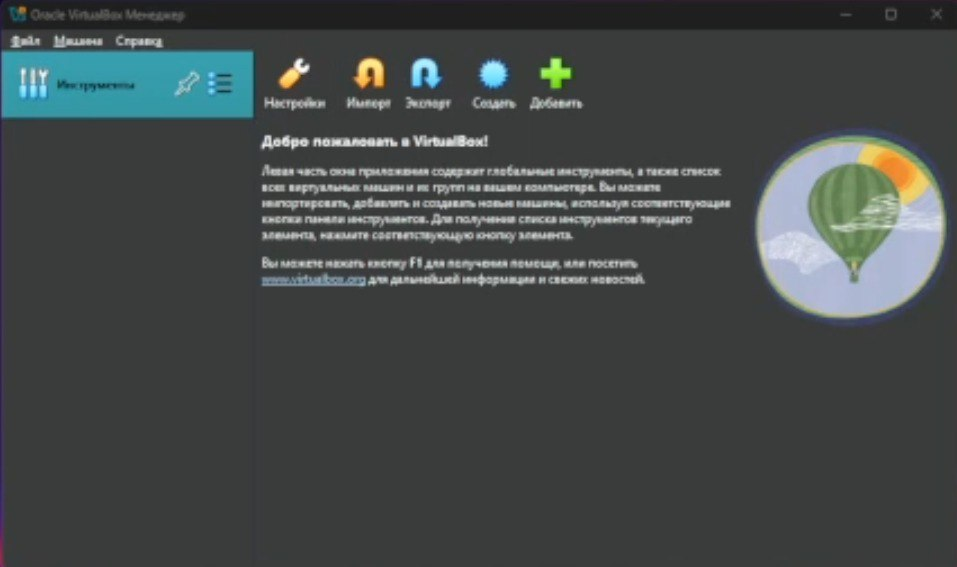 Oracle VirtualBox Менеджер
Файл Машина Справка
Инструменты
Настройки Импорт Экспорт Создать Добавить
Добро пожаловать в VirtualBox!
Левая часть окна приложения содержит глобальные инструменты, а также список
всех виртуальных машин и их групп на вашем компьютере. Вы можете
импортировать, добавлять и создавать новые машины, используя соответствующие
кнопки панели инструментов. Для получения списка инструментов текущего
элемента, нажмите соответствующую кнопку элемента.
Вы можете нажать кнопку F1 для получения помощи, или посетить
www.virtualbox.org для дальнейшей информации и свежих новостей.